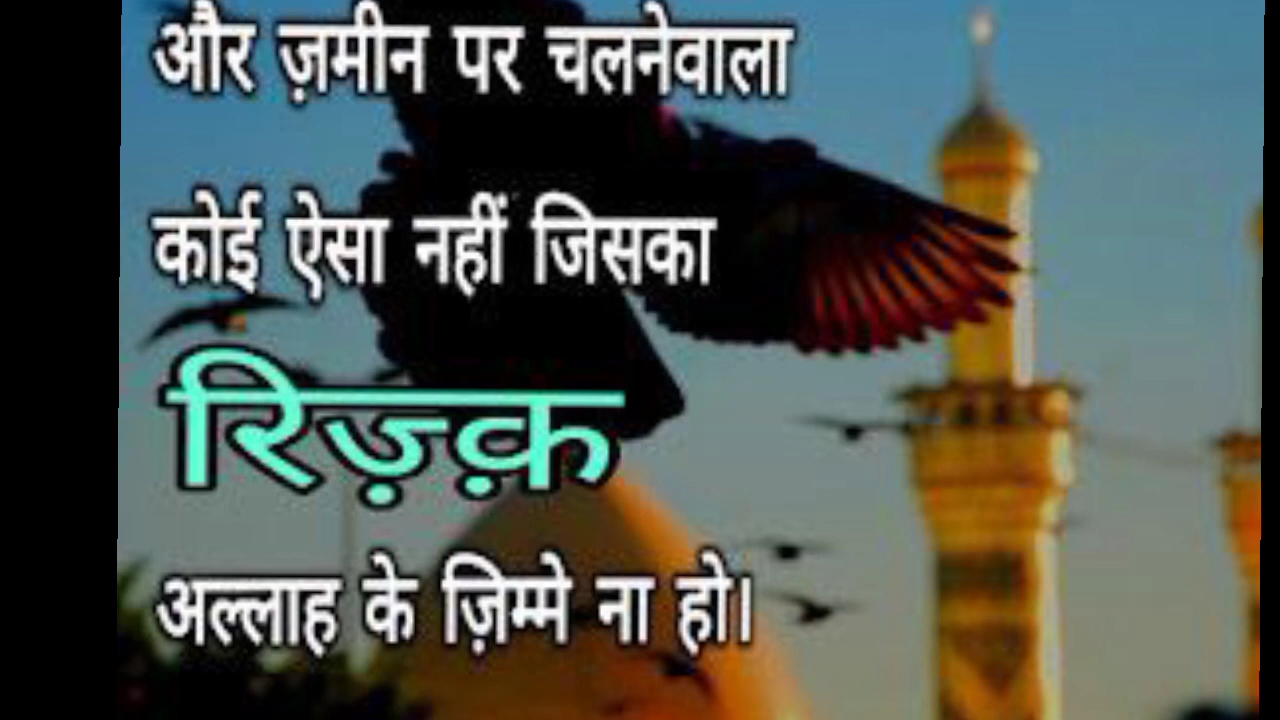 और ज़मीन पर चलनेवाला
कोई ऐसा नहीं जिसका
रिज़्क़
अल्लाह के ज़िम्मे ना हो।